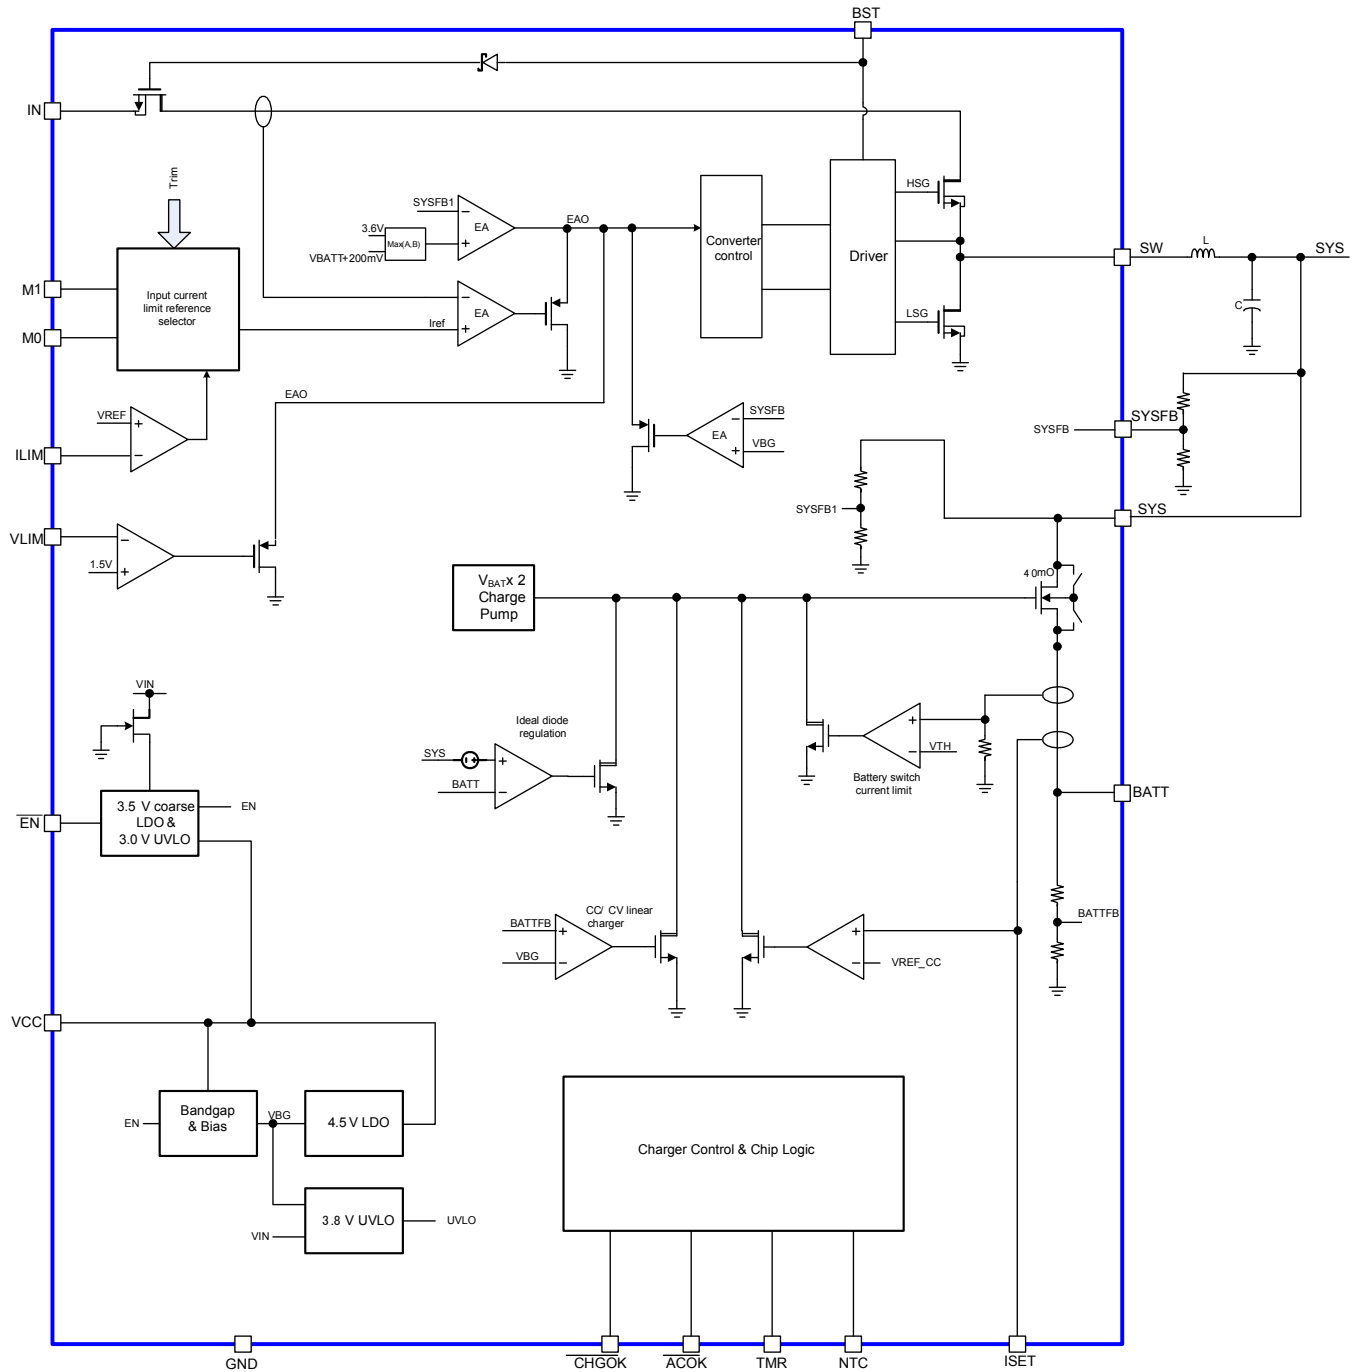 BST
IN
Trim
HSG
SYSFB1
−
EA
+
3.6V
Max(A,B)
VBATT+200mV
EAO
Converter
control
Driver
SW
L
SYS
M1
M0
Input current
limit reference
selector
Iref
−
EA
+
LSG
C
EAO
VREF
+
−
ILIM
SYSFB
−
EA
VBG
+
SYSFB
SYSFB
SYSFB1
SYS
VLIM
−
1.5V
+
VBATx 2
Charge
Pump
40mO
VIN
Ideal diode
regulation
SYS
+
BATT
−
+
VTH
−
Battery switch
current limit
BATT
EN
3.5 V coarse
LDO &
3.0 V UVLO
EN
CC/ CV linear
charger
BATTFB
+
VBG
−
+
VREF_CC
−
BATTFB
VCC
EN
Bandgap
& Bias
VBG
4.5 V LDO
Charger Control & Chip Logic
3.8 V UVLO
VIN
UVLO
GND
CHGOK
ACOK
TMR
NTC
ISET